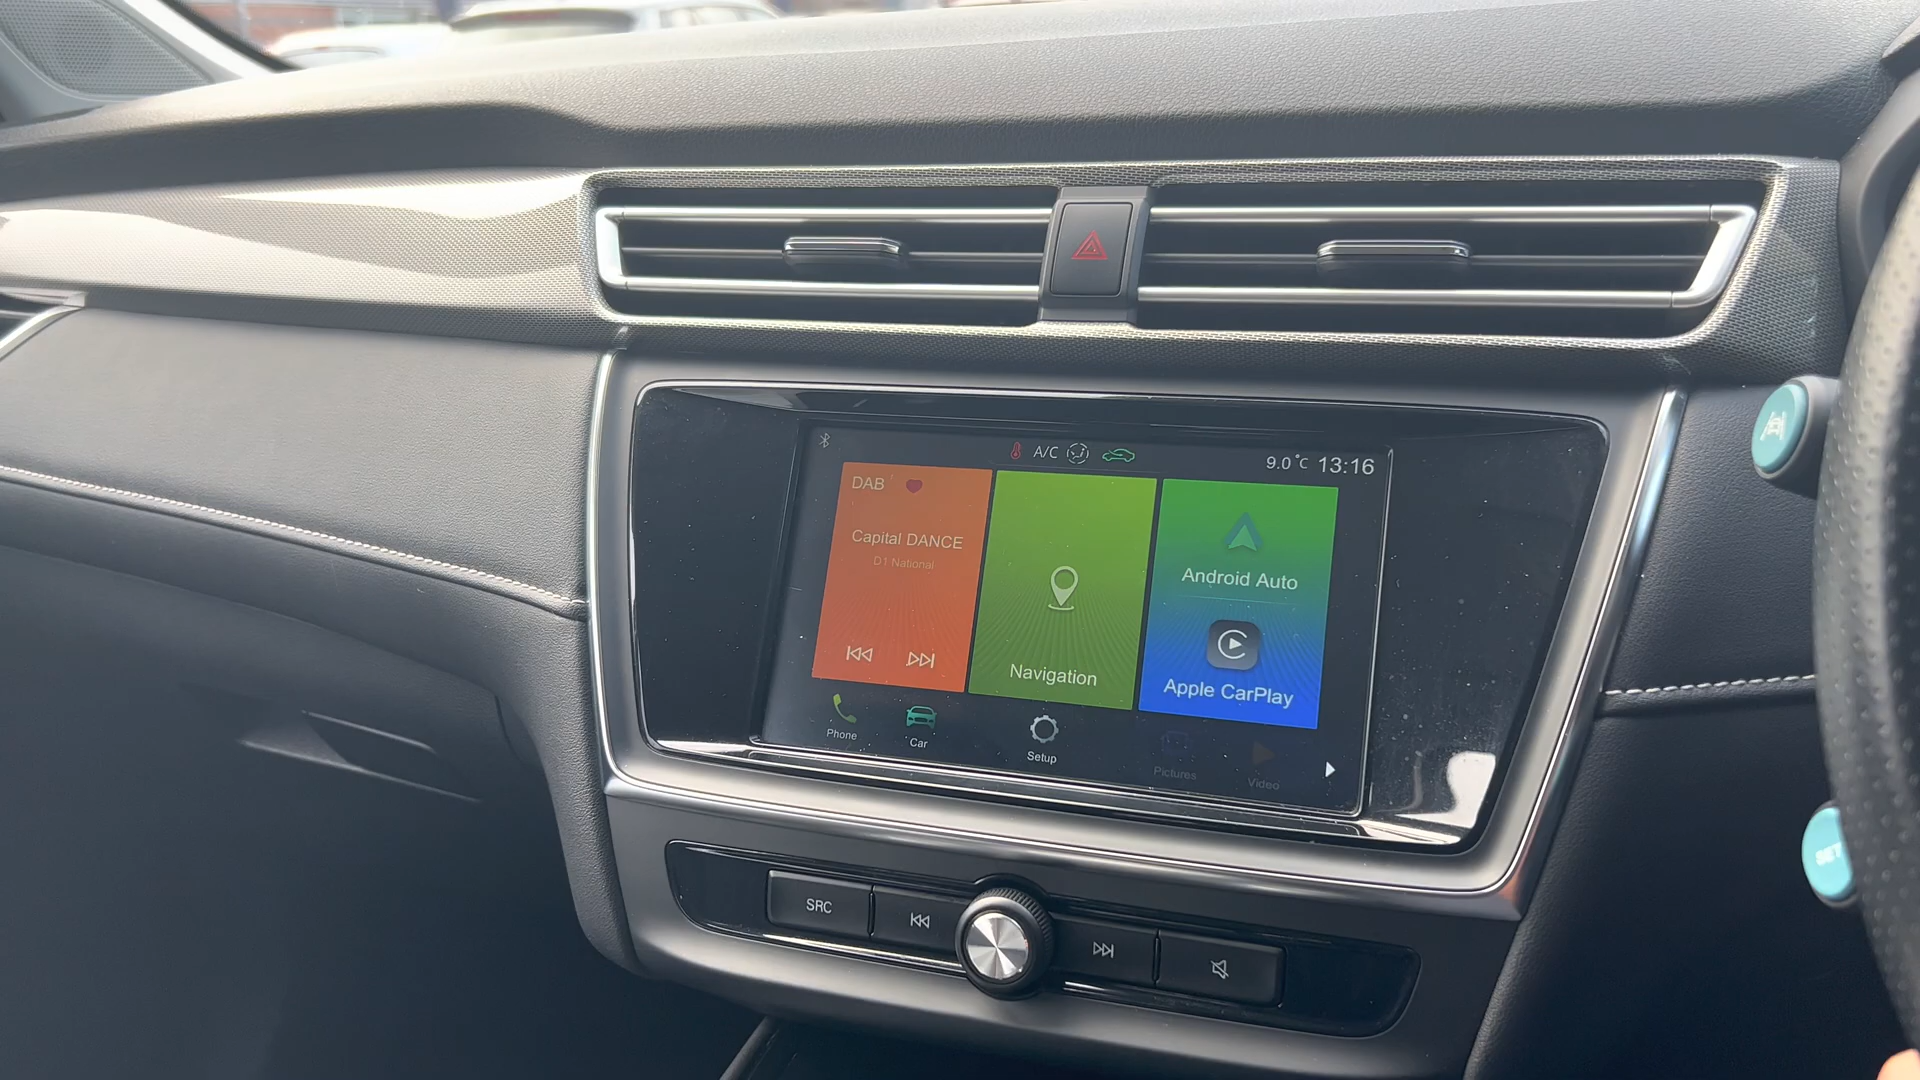 A/C
9.0°C 13:16
DAB
Capital DANCE
D1 National
Navigation
Android Auto
Apple CarPlay
Phone
Car
Setup
Pictures
Video
SRC
SET